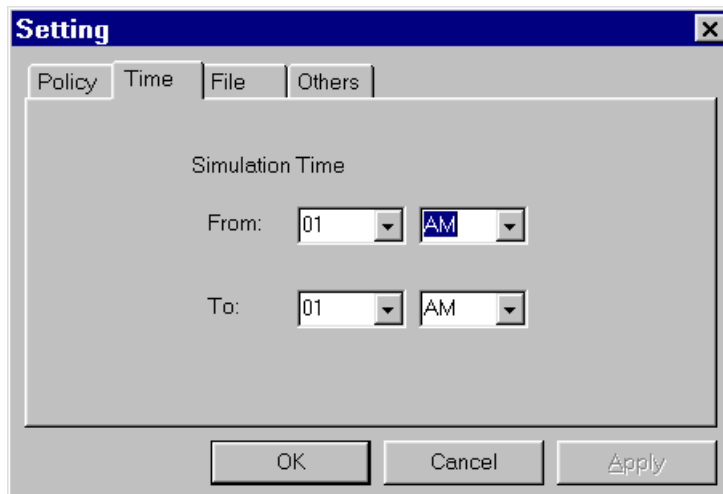 Setting
Policy Time File Others
Simulation Time
From: 01 AM
To: 01 AM
OK Cancel Apply